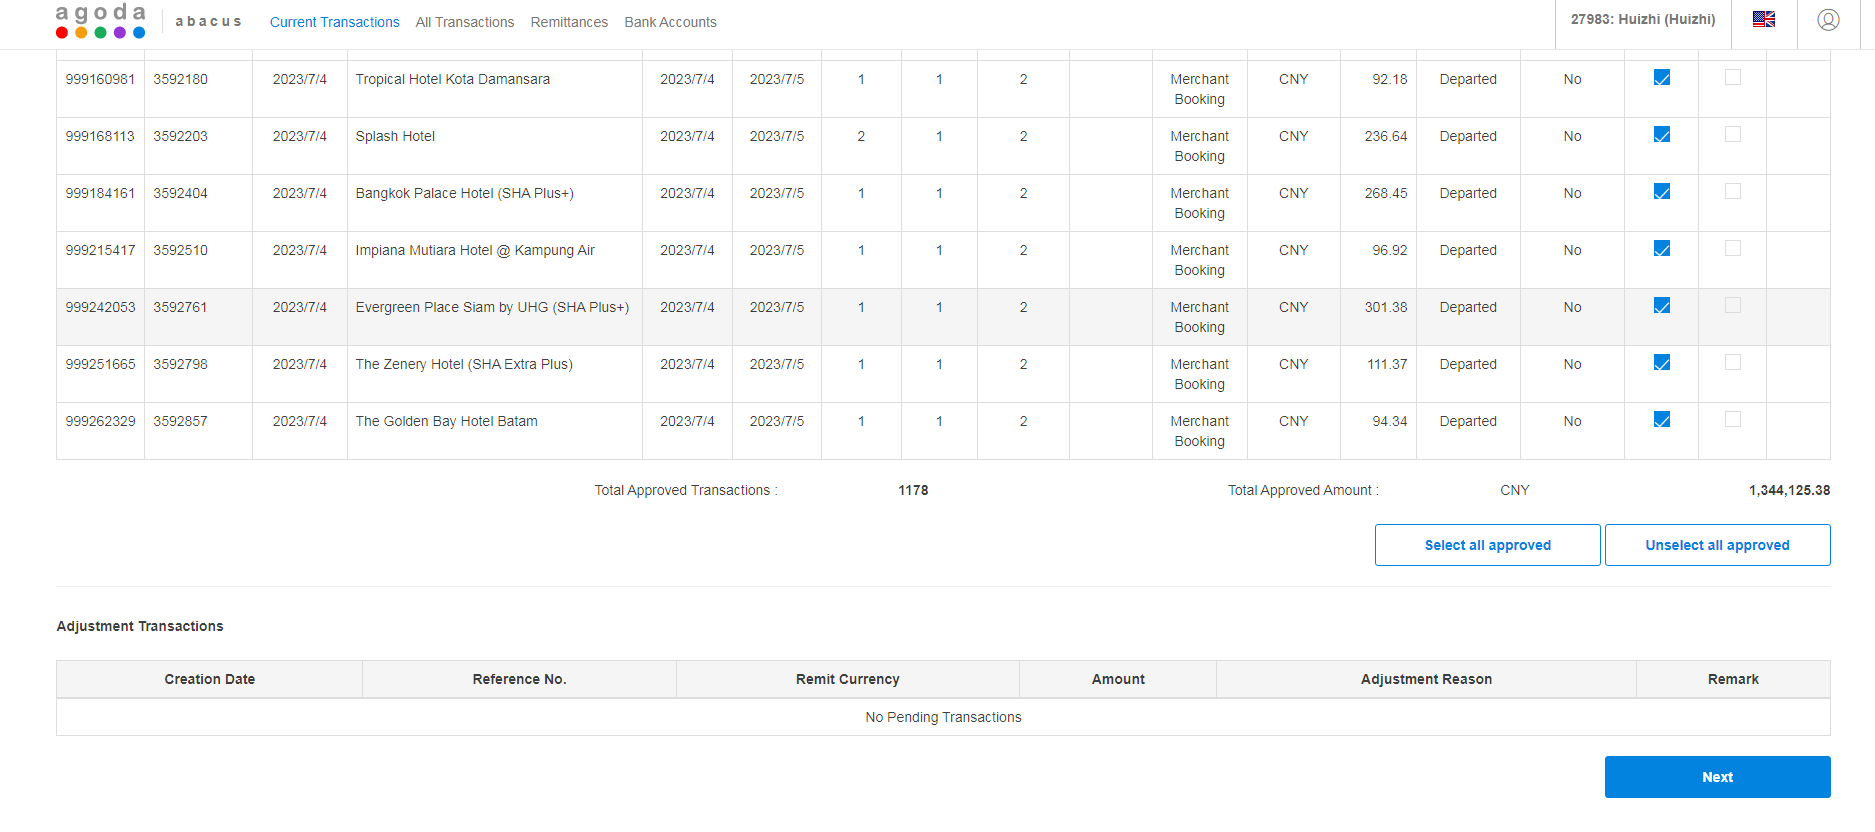 agoda
abacus Current Transactions All Transactions Remittances Bank Accounts 27983: Huizhi (Huizhi)
999160981 3592180 2023/7/4 Tropical Hotel Kota Damansara 2023/7/4 2023/7/5 1 1 2 Merchant Booking CNY 92.18 Departed No
999168113 3592203 2023/7/4 Splash Hotel 2023/7/4 2023/7/5 2 1 2 Merchant Booking CNY 236.64 Departed No
999184161 3592404 2023/7/4 Bangkok Palace Hotel (SHA Plus+) 2023/7/4 2023/7/5 1 1 2 Merchant Booking CNY 268.45 Departed No
999215417 3592510 2023/7/4 Impiana Mutiara Hotel @ Kampung Air 2023/7/4 2023/7/5 1 1 2 Merchant Booking CNY 96.92 Departed No
999242053 3592761 2023/7/4 Evergreen Place Siam by UHG (SHA Plus+) 2023/7/4 2023/7/5 1 1 2 Merchant Booking CNY 301.38 Departed No
999251665 3592798 2023/7/4 The Zenery Hotel (SHA Extra Plus) 2023/7/4 2023/7/5 1 1 2 Merchant Booking CNY 111.37 Departed No
999262329 3592857 2023/7/4 The Golden Bay Hotel Batam 2023/7/4 2023/7/5 1 1 2 Merchant Booking CNY 94.34 Departed No
Total Approved Transactions : 1178 Total Approved Amount : CNY 1,344,125.38
Select all approved Unselect all approved
Adjustment Transactions
Creation Date Reference No. Remit Currency Amount Adjustment Reason Remark
No Pending Transactions
Next